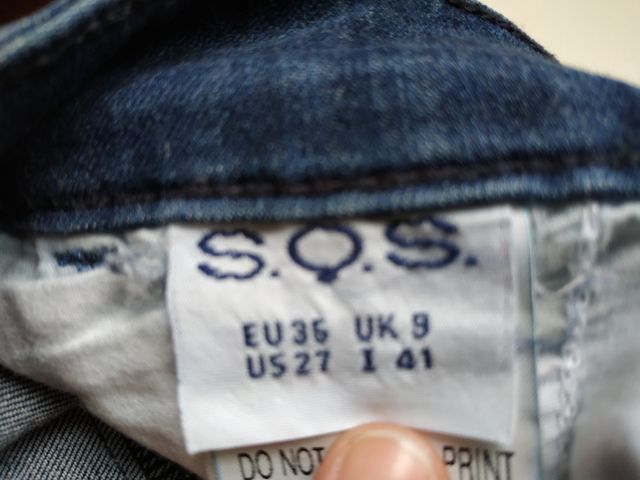 S.O.S.
EU 36 UK 9
US 27 I 41
DO NOT PRINT